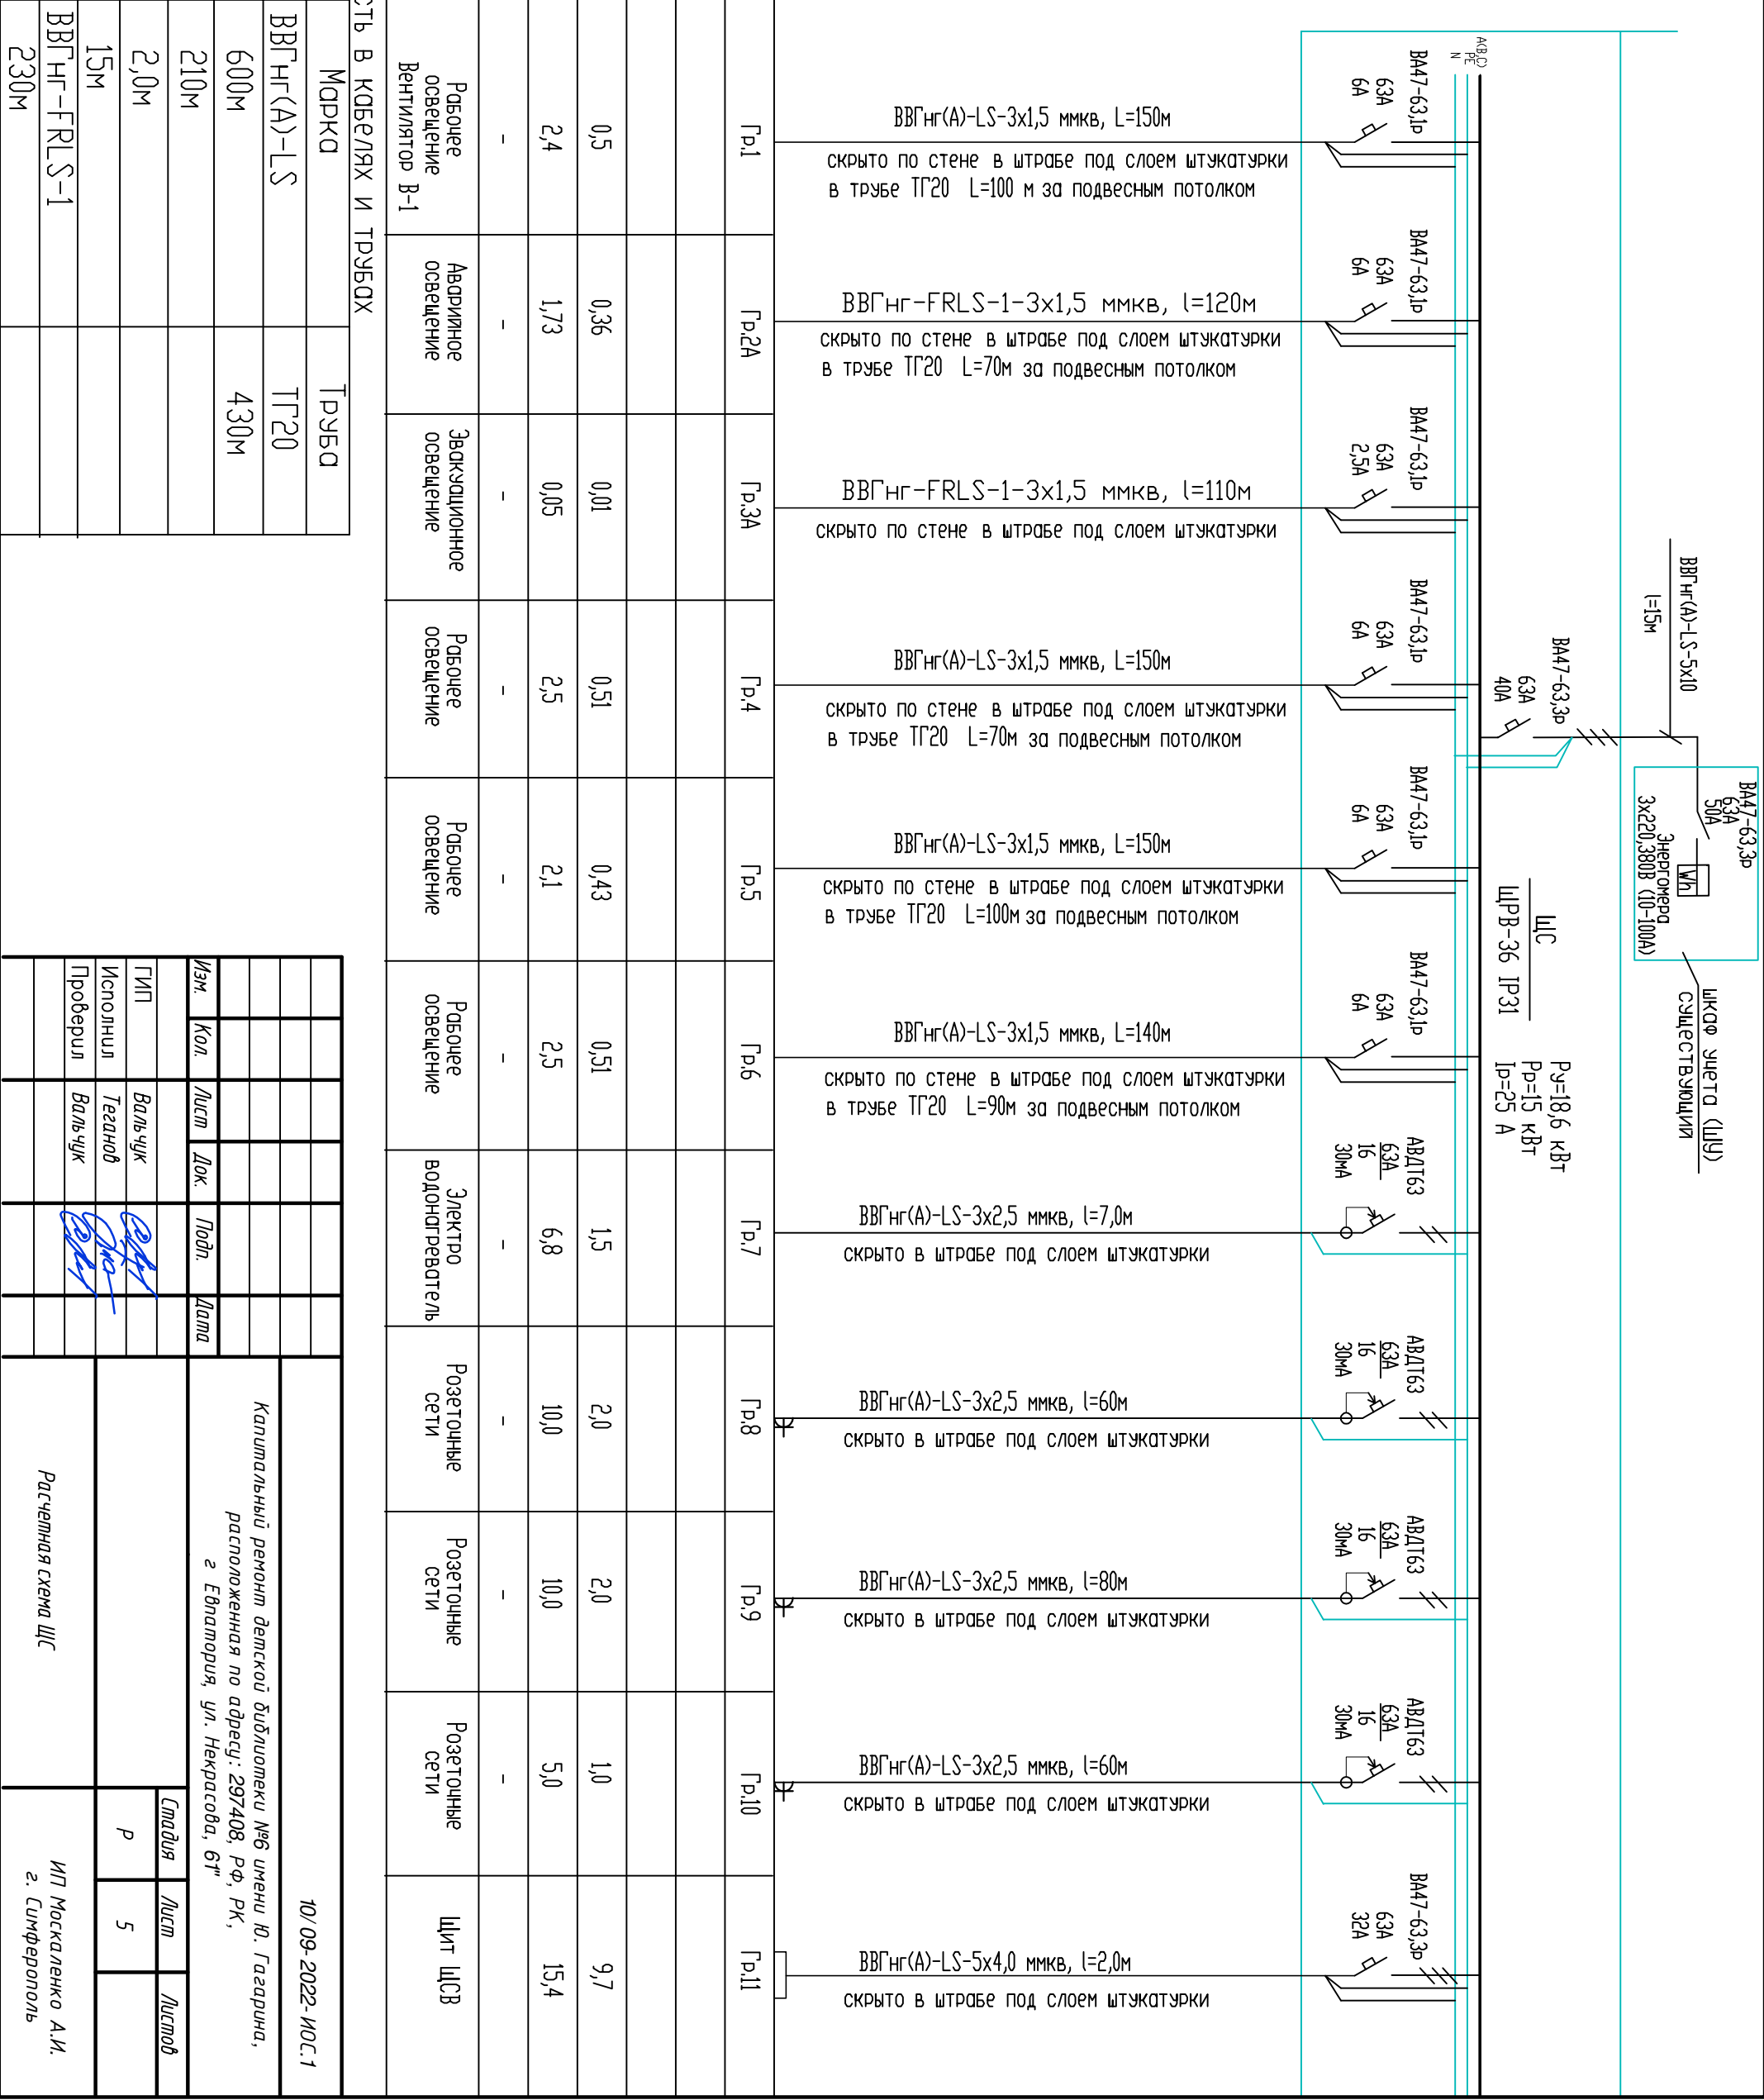 ВА47-63,3р
63А
50А
Wh
Энергомера
3х220,380В (10-100А)
шкаф учета (ШУ)
существующий
ВВГнг(А)-LS-5х10
l=15м
ВА47-63,3р
63А
40А
ЩС
ЩРВ-36 IP31
Ру=18,6 кВт
Рр=15 кВт
Iр=25 А
А(В,С)
РЕ
N
ВА47-63,1р
63А
6А
ВВГнг(А)-LS-3х1,5 ммкв, L=150м
скрыто по стене в штрабе под слоем штукатурки
в трубе ТГ20 L=100 м за подвесным потолком
Гр.1
0,5
2,4
-
Рабочее
освещение
Вентилятор В-1
ВА47-63,1р
63А
6А
ВВГнг-FRLS-1-3х1,5 ммкв, l=120м
скрыто по стене в штрабе под слоем штукатурки
в трубе ТГ20 L=70м за подвесным потолком
Гр.2А
0,36
1,73
-
Аварийное
освещение
ВА47-63,1р
63А
2,5А
ВВГнг-FRLS-1-3х1,5 ммкв, l=110м
скрыто по стене в штрабе под слоем штукатурки
Гр.3А
0,01
0,05
-
Эвакуационное
освещение
ВА47-63,1р
63А
6А
ВВГнг(А)-LS-3х1,5 ммкв, L=150м
скрыто по стене в штрабе под слоем штукатурки
в трубе ТГ20 L=70м за подвесным потолком
Гр.4
0,51
2,5
-
Рабочее
освещение
ВА47-63,1р
63А
6А
ВВГнг(А)-LS-3х1,5 ммкв, L=150м
скрыто по стене в штрабе под слоем штукатурки
в трубе ТГ20 L=100м за подвесным потолком
Гр.5
0,43
2,1
-
Рабочее
освещение
ВА47-63,1р
63А
6А
ВВГнг(А)-LS-3х1,5 ммкв, L=140м
скрыто по стене в штрабе под слоем штукатурки
в трубе ТГ20 L=90м за подвесным потолком
Гр.6
0,51
2,5
-
Рабочее
освещение
АВДТ63
63А
16
30мА
ВВГнг(А)-LS-3х2,5 ммкв, l=7,0м
скрыто в штрабе под слоем штукатурки
Гр.7
1,5
6,8
-
Электро
водонагреватель
АВДТ63
63А
16
30мА
ВВГнг(А)-LS-3х2,5 ммкв, l=60м
скрыто в штрабе под слоем штукатурки
Гр.8
2,0
10,0
-
Розеточные
сети
АВДТ63
63А
16
30мА
ВВГнг(А)-LS-3х2,5 ммкв, l=80м
скрыто в штрабе под слоем штукатурки
Гр.9
2,0
10,0
-
Розеточные
сети
АВДТ63
63А
16
30мА
ВВГнг(А)-LS-3х2,5 ммкв, l=60м
скрыто в штрабе под слоем штукатурки
Гр.10
1,0
5,0
-
Розеточные
сети
ВА47-63,3р
63А
32А
ВВГнг(А)-LS-5х4,0 ммкв, l=2,0м
скрыто в штрабе под слоем штукатурки
Гр.11
9,7
15,4
Щит ЩСВ
сть в кабелях и трубах
Марка Труба
ВВГнг(А)-LS ТГ20
600м 430м
210м
2,0м
15м
ВВГнг-FRLS-1
230м
10/09-2022-ИОС.1
Капитальный ремонт детской библиотеки №6 имени Ю. Гагарина,
расположенная по адресу: 297408, РФ, РК,
г Евпатория, ул. Некрасова, 61"
Изм. Кол. Лист Док. Подп. Дата
ГИП Вальчук
Исполнил Теганов
Проверил Вальчук
Стадия Лист Листов
Р 5
Расчетная схема ЩС
ИП Москаленко А.И.
г. Симферополь